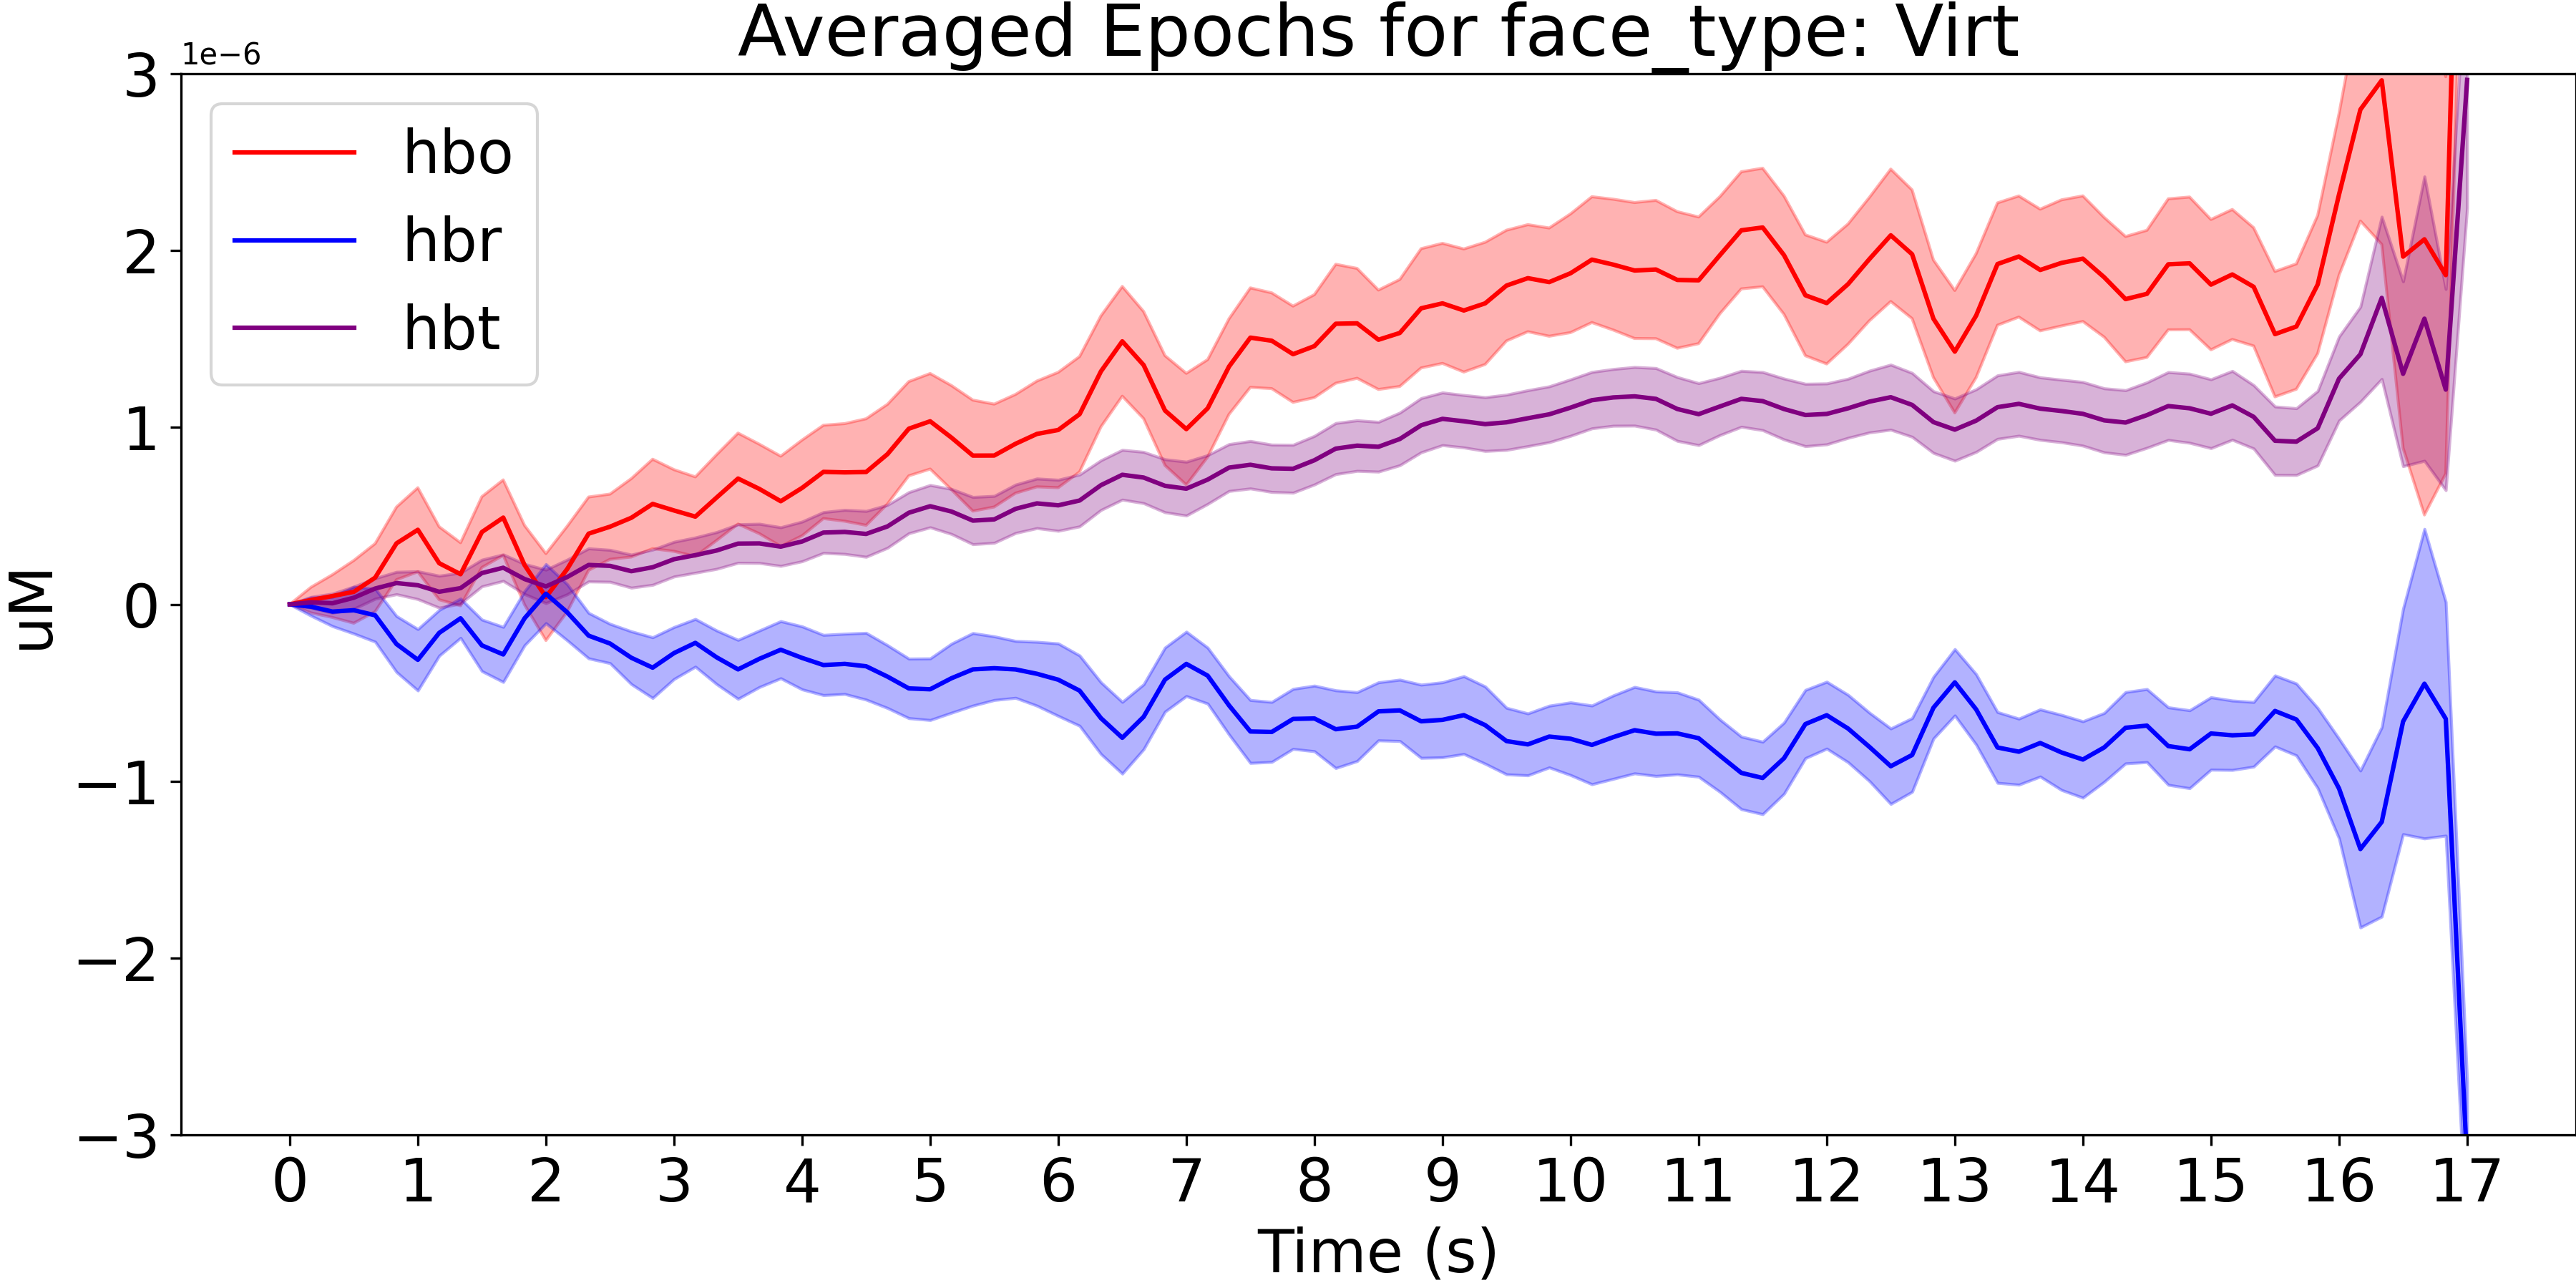 Averaged Epochs for face_type: Virt
1e−6
3
2
1
0
−1
−2
−3
uM
hbo
hbr
hbt
0 1 2 3 4 5 6 7 8 9 10 11 12 13 14 15 16 17
Time (s)